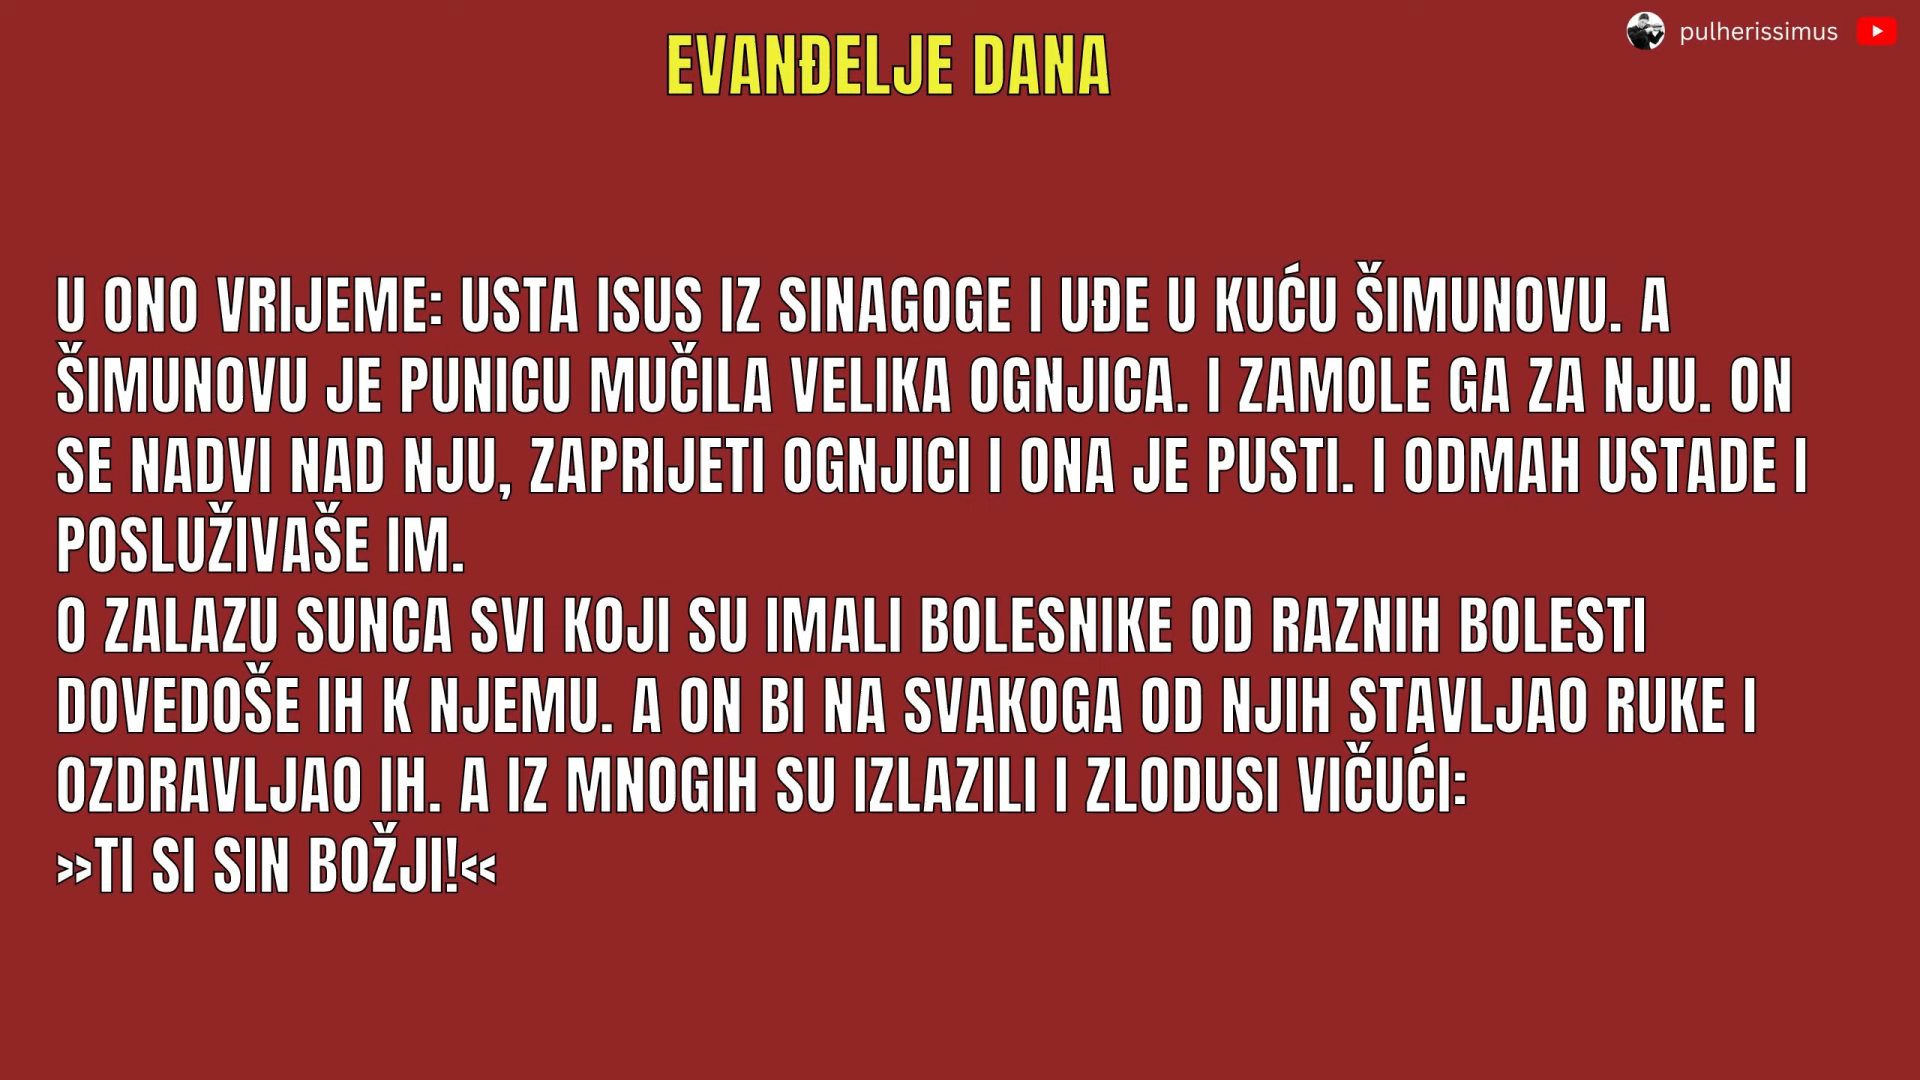 EVANĐELJE DANA
pulherissimus
U ONO VRIJEME: USTA ISUS IZ SINAGOGE I UĐE U KUĆU ŠIMUNOVU. A
ŠIMUNOVU JE PUNICU MUČILA VELIKA OGNJICA. I ZAMOLE GA ZA NJU. ON
SE NADVI NAD NJU, ZAPRIJETI OGNJICI I ONA JE PUSTI. I ODMAH USTADE I
POSLUŽIVAŠE IM.
O ZALAZU SUNCA SVI KOJI SU IMALI BOLESNIKE OD RAZNIH BOLESTI
DOVEDOŠE IH K NJEMU. A ON BI NA SVAKOGA OD NJIH STAVLJAO RUKE I
OZDRAVLJAO IH. A IZ MNOGIH SU IZLAZILI I ZLODUSI VIČUĆI:
»TI SI SIN BOŽJI!«